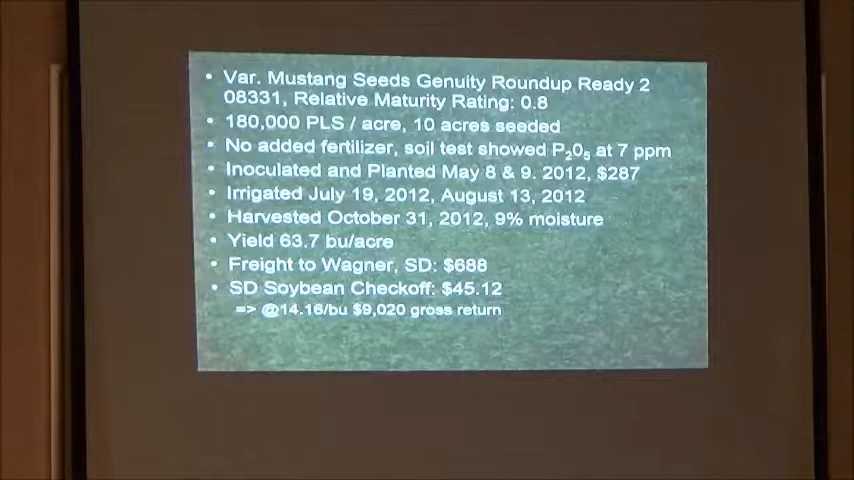 • Var. Mustang Seeds Genuity Roundup Ready 2
08331, Relative Maturity Rating: 0.8
• 180,000 PLS / acre, 10 acres seeded
• No added fertilizer, soil test showed P₂0₅ at 7 ppm
• Inoculated and Planted May 8 & 9. 2012, $287
• Irrigated July 19, 2012, August 13, 2012
• Harvested October 31, 2012, 9% moisture
• Yield 63.7 bu/acre
• Freight to Wagner, SD: $688
• SD Soybean Checkoff: $45.12
=> @14.16/bu $9,020 gross return